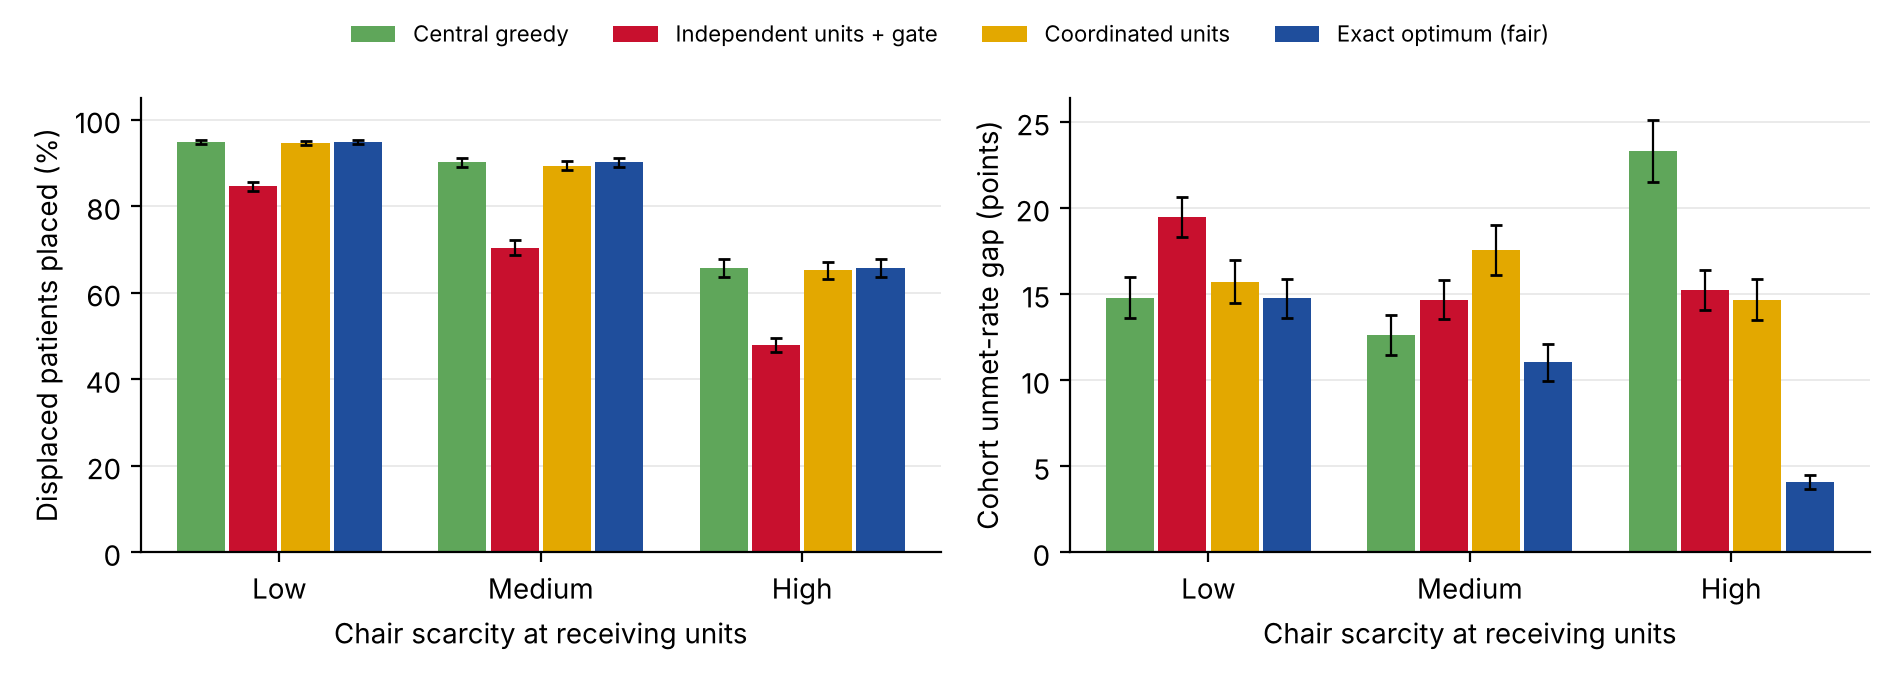 Central greedy
Independent units + gate
Coordinated units
Exact optimum (fair)
Displaced patients placed (%)
100
80
60
40
20
0
Low
Medium
High
Chair scarcity at receiving units
Cohort unmet-rate gap (points)
25
20
15
10
5
0
Low
Medium
High
Chair scarcity at receiving units